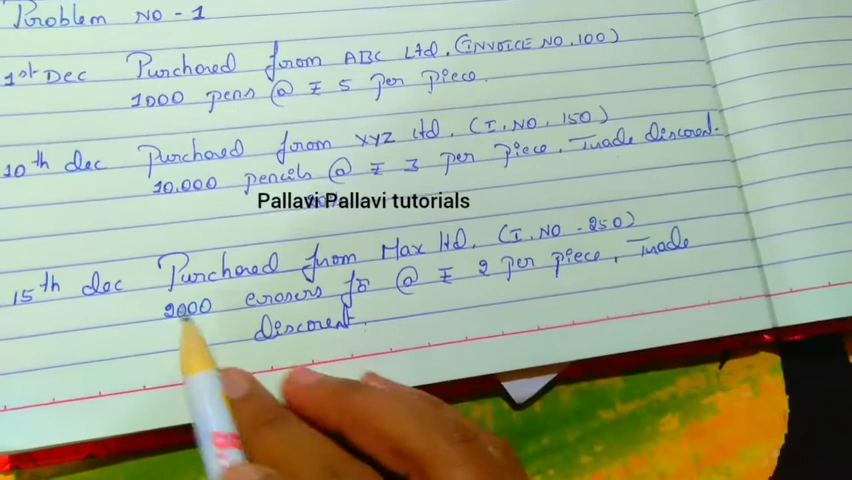 Problem NO - 1
1st Dec Purchased from ABC Ltd. (INVOICE NO. 100)
1000 pens @ ₹ 5 per piece.
10th dec Purchased from XYZ Ltd. (I. NO. 150)
10.000 pencils @ ₹ 3 per piece, Trade discount.
Pallavi Pallavi tutorials
15th dec Purchased from Max Ltd. (I. NO - 250)
2000 erasers @ ₹ 2 per piece, Trade
discount.